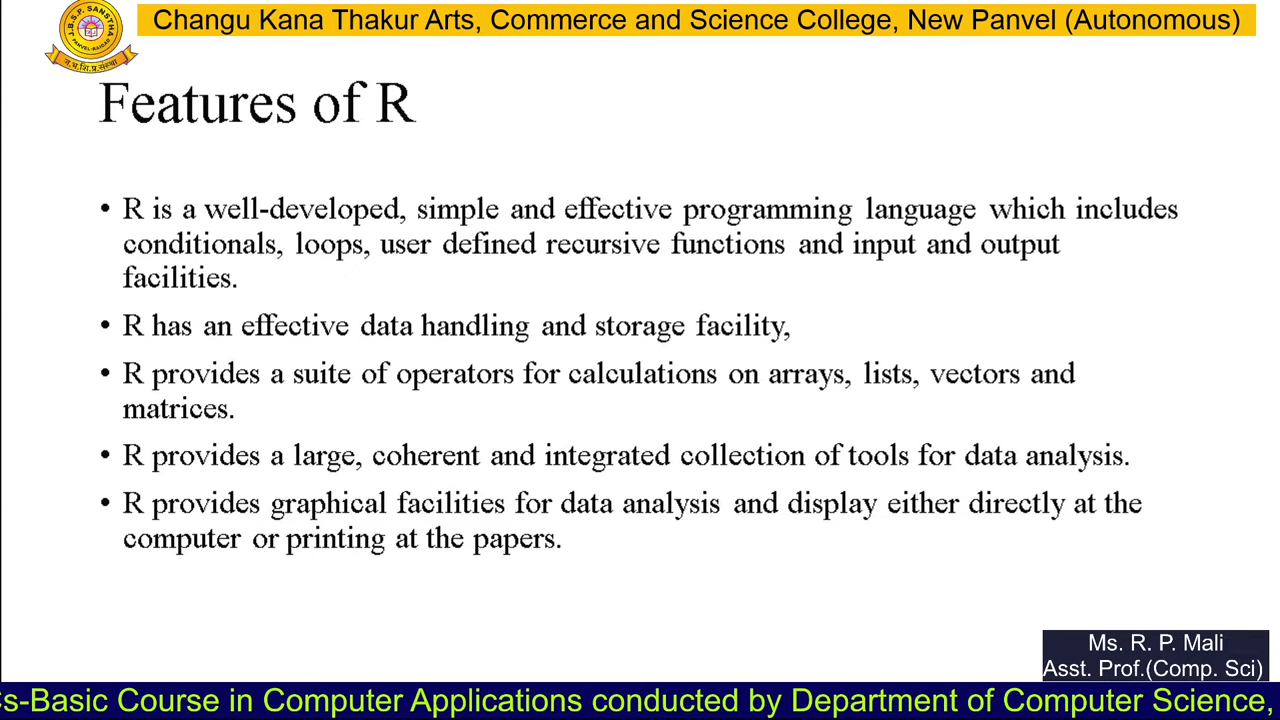 Changu Kana Thakur Arts, Commerce and Science College, New Panvel (Autonomous)
J.B.S.P. SANSTHA
PANVEL-RAIGAD
Features of R
• R is a well-developed, simple and effective programming language which includes
conditionals, loops, user defined recursive functions and input and output
facilities.
• R has an effective data handling and storage facility,
• R provides a suite of operators for calculations on arrays, lists, vectors and
matrices.
• R provides a large, coherent and integrated collection of tools for data analysis.
• R provides graphical facilities for data analysis and display either directly at the
computer or printing at the papers.
Ms. R. P. Mali
Asst. Prof.(Comp. Sci)
Cs-Basic Course in Computer Applications conducted by Department of Computer Science,